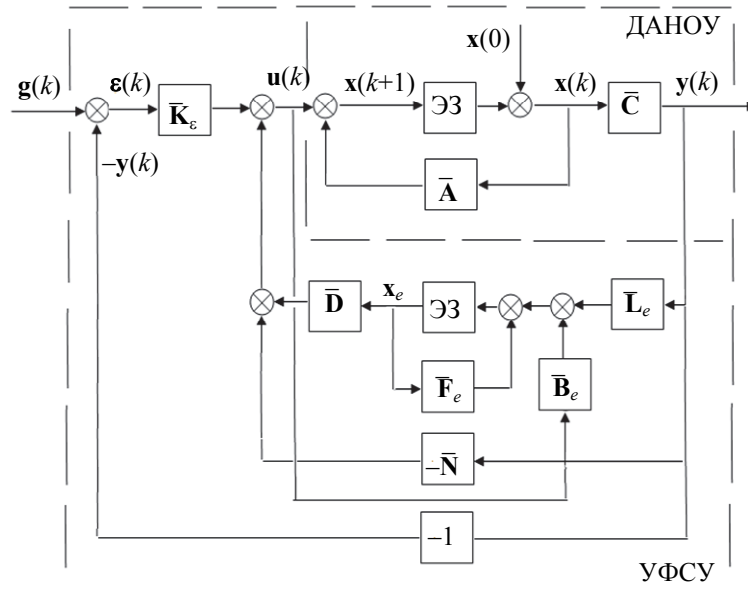 ДАНОУ
x(0)
g(k)
ε(k)
K̅ε
u(k)
x(k+1)
ЭЗ
x(k)
C̅
y(k)
–y(k)
A̅
D̅
xe
ЭЗ
L̅e
F̅e
B̅e
–N̅
–1
УФСУ